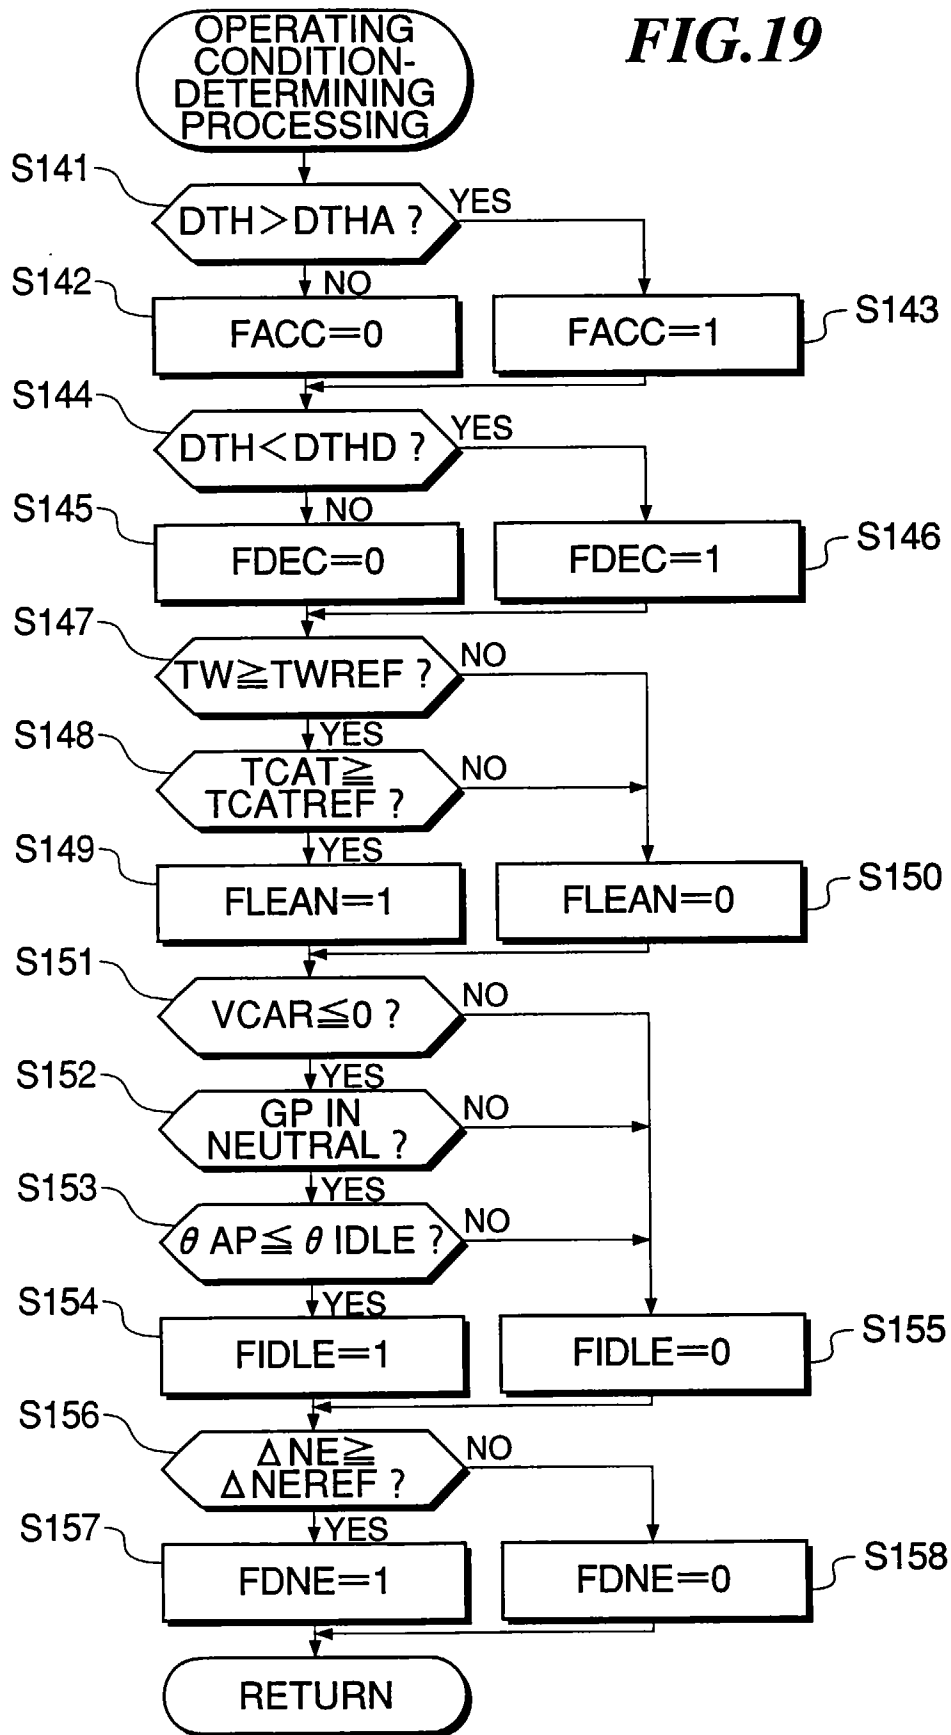 FIG.19
OPERATING
CONDITION-
DETERMINING
PROCESSING
S141
DTH>DTHA ?
YES
NO
S142
FACC=0
FACC=1
S143
S144
DTH<DTHD ?
YES
NO
S145
FDEC=0
FDEC=1
S146
S147
TW≧TWREF ?
NO
YES
S148
TCAT≧
TCATREF ?
NO
YES
S149
FLEAN=1
FLEAN=0
S150
S151
VCAR≦0 ?
NO
YES
S152
GP IN
NEUTRAL ?
NO
YES
S153
θ AP≦ θ IDLE ?
NO
YES
S154
FIDLE=1
FIDLE=0
S155
S156
ΔNE≧
ΔNEREF ?
NO
YES
S157
FDNE=1
FDNE=0
S158
RETURN